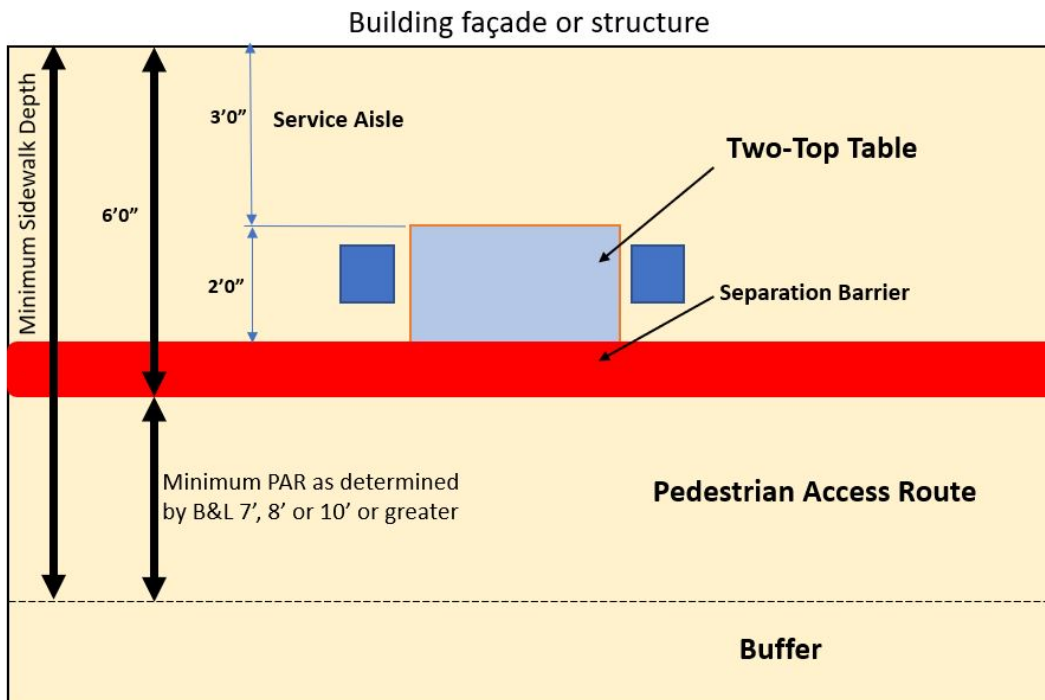 Building façade or structure
Minimum Sidewalk Depth
3’0”
Service Aisle
Two-Top Table
6’0”
2’0”
Separation Barrier
Minimum PAR as determined
by B&L 7’, 8’ or 10’ or greater
Pedestrian Access Route
Buffer